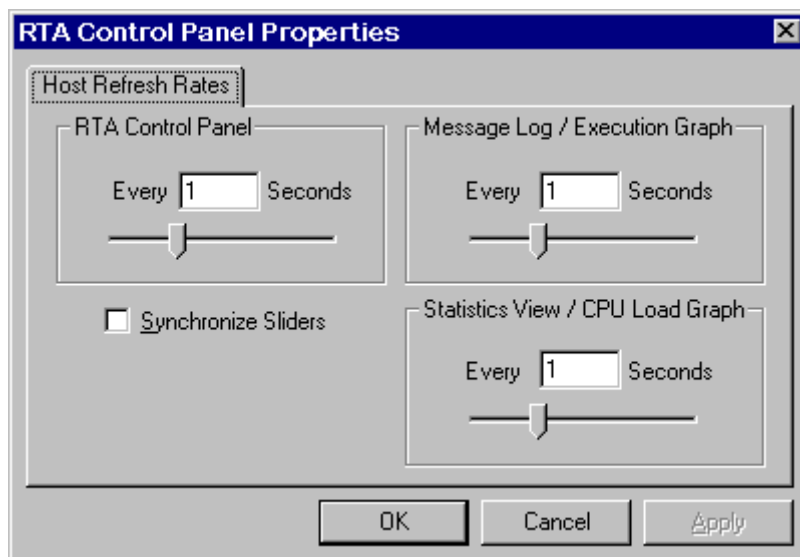 RTA Control Panel Properties
Host Refresh Rates
RTA Control Panel
Every 1 Seconds
Synchronize Sliders
Message Log / Execution Graph
Every 1 Seconds
Statistics View / CPU Load Graph
Every 1 Seconds
OK Cancel Apply